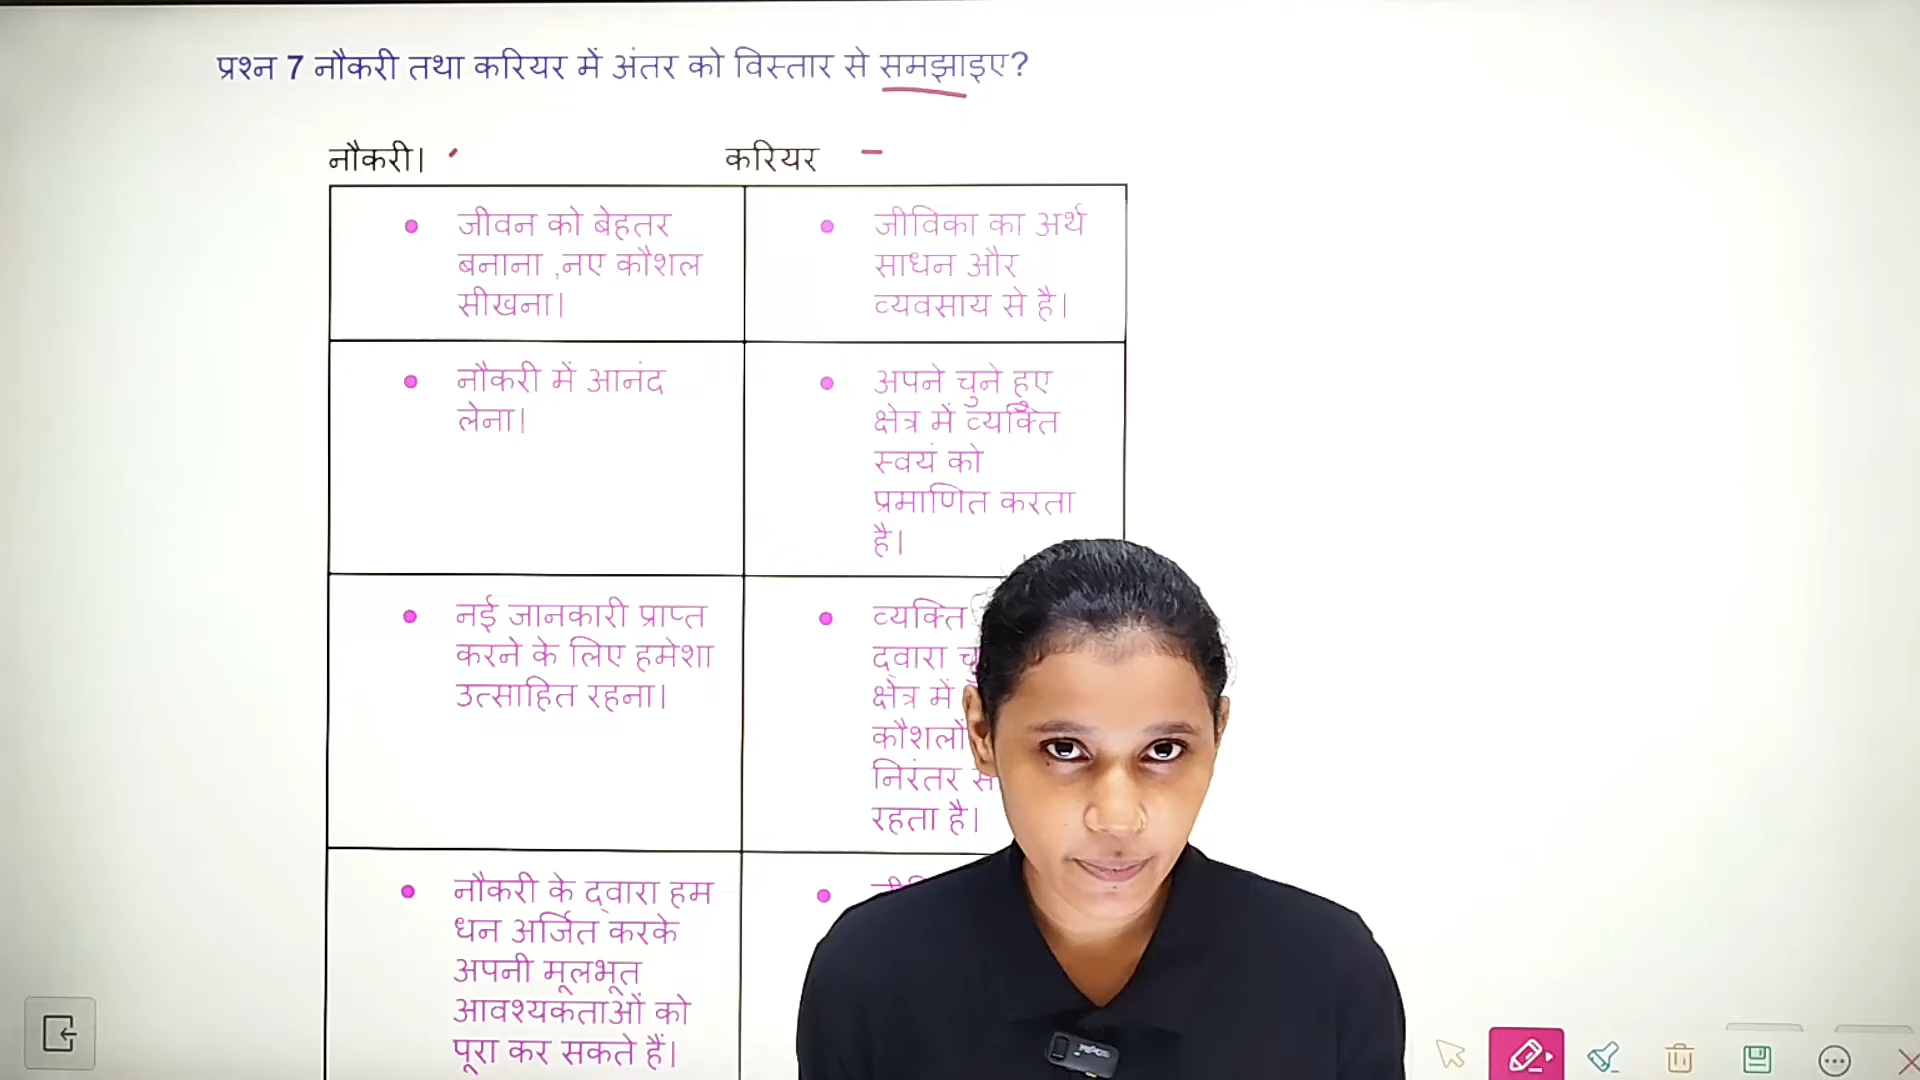 प्रश्न 7 नौकरी तथा करियर में अंतर को विस्तार से समझाइए?
नौकरी।
करियर
जीवन को बेहतर
बनाना ,नए कौशल
सीखना।
जीविका का अर्थ
साधन और
व्यवसाय से है।
नौकरी में आनंद
लेना।
अपने चुने हुए
क्षेत्र में व्यक्ति
स्वयं को
प्रमाणित करता
है।
नई जानकारी प्राप्त
करने के लिए हमेशा
उत्साहित रहना।
व्यक्ति
द्वारा
क्षेत्र में
कौशलों
निरंतर
रहता है।
नौकरी के द्वारा हम
धन अर्जित करके
अपनी मूलभूत
आवश्यकताओं को
पूरा कर सकते हैं।